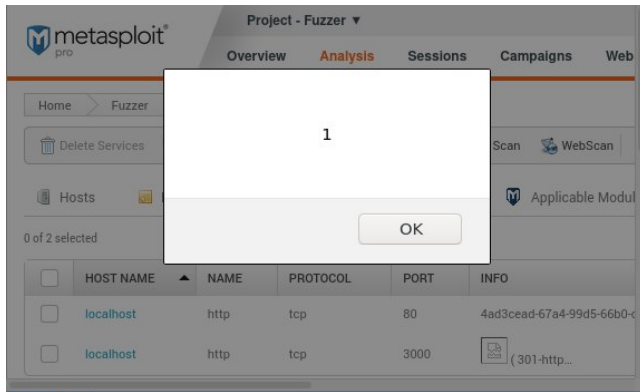 metasploit®
pro
Project - Fuzzer ▼
Overview Analysis Sessions Campaigns Web
Home Fuzzer
Delete Services Scan WebScan
Hosts Applicable Modul
1
OK
0 of 2 selected
HOST NAME NAME PROTOCOL PORT INFO
localhost http tcp 80 4ad3cead-67a4-99d5-66b0-
localhost http tcp 3000 ( 301-http...